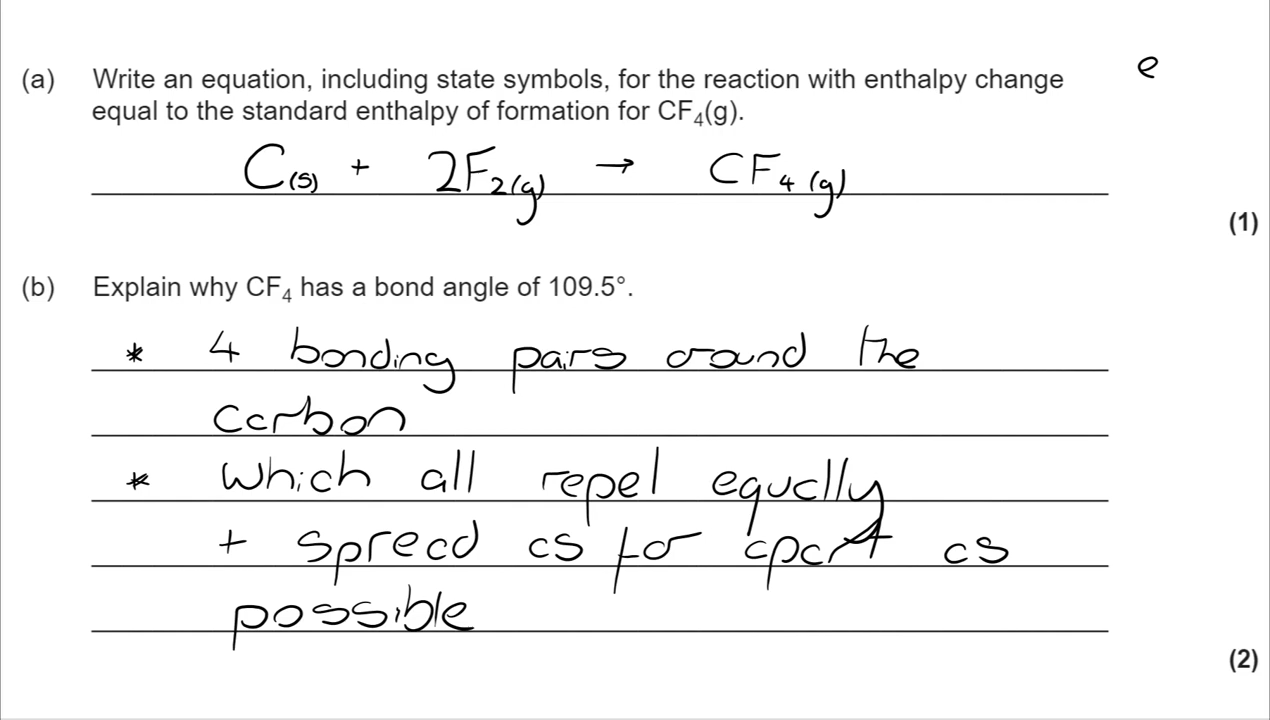 (a) Write an equation, including state symbols, for the reaction with enthalpy change e
equal to the standard enthalpy of formation for CF₄(g).
C(s) + 2F₂(g) → CF₄(g)
(1)
(b) Explain why CF₄ has a bond angle of 109.5°.
* 4 bonding pairs around the
carbon
* which all repel equally
+ spread as far apart as
possible
(2)